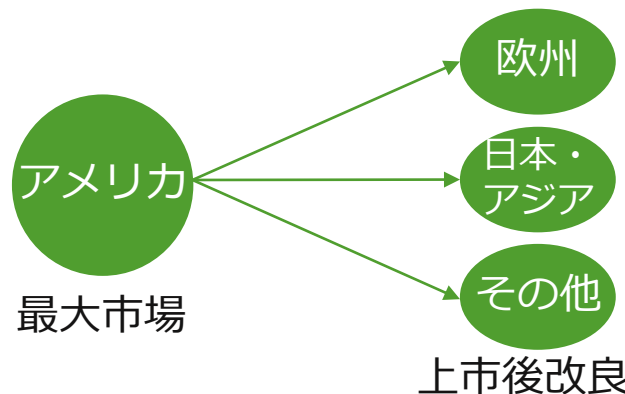 アメリカ
最大市場
欧州
日本・
アジア
その他
上市後改良